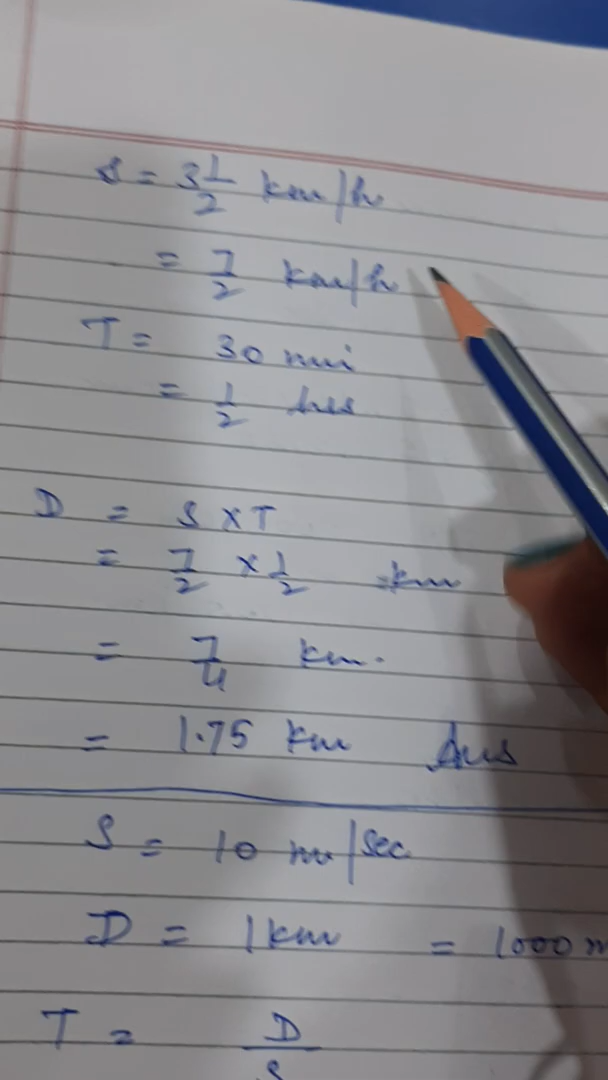 S = 3 1/2 km/h
= 7/2 km/h
T = 30 min
= 1/2 hrs
D = S x T
= 7/2 x 1/2 km
= 7/4 km.
= 1.75 km Ans
S = 10 m/sec
D = 1 km = 1000 m
T = D/S